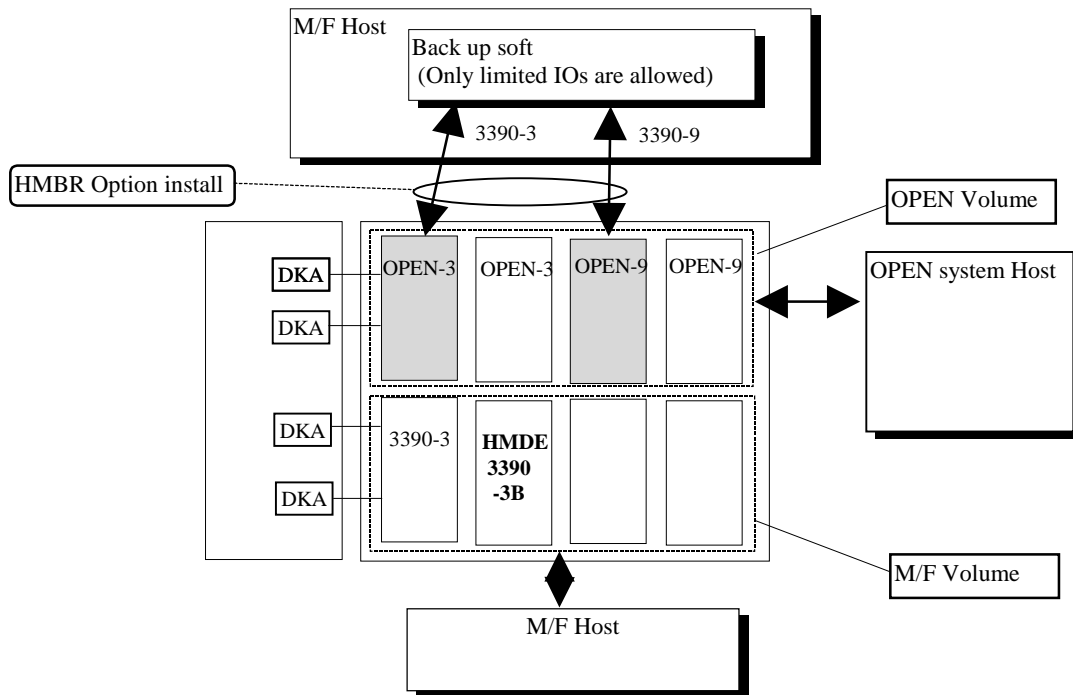 M/F Host
Back up soft
(Only limited IOs are allowed)
3390-3
3390-9
HMBR Option install
OPEN Volume
OPEN-3
OPEN-3
OPEN-9
OPEN-9
DKA
DKA
OPEN system Host
DKA
DKA
3390-3
HMDE
3390
-3B
M/F Volume
M/F Host